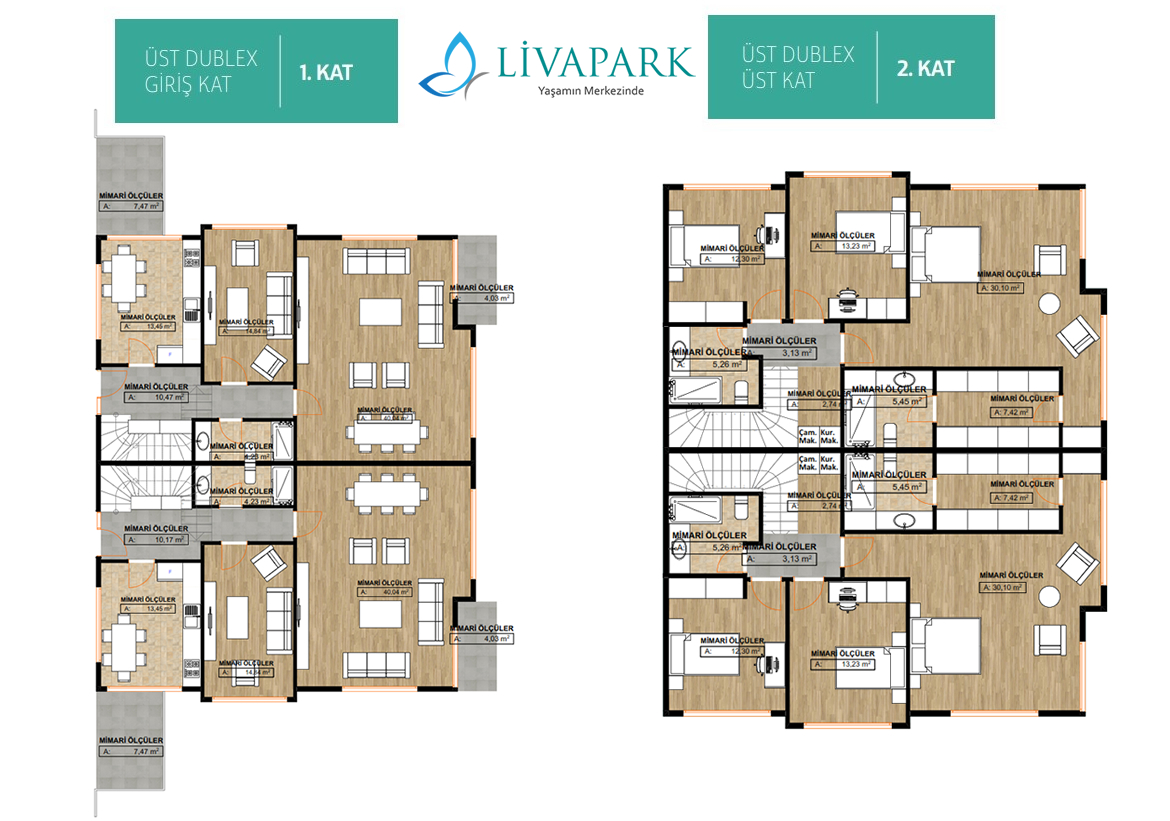 ÜST DUBLEX
GİRİŞ KAT
1. KAT
LİVAPARK
Yaşamın Merkezinde
ÜST DUBLEX
ÜST KAT
2. KAT
MİMARİ ÖLÇÜLER
A: 7,47 m²
MİMARİ ÖLÇÜLER
A: 4,03 m²
MİMARİ ÖLÇÜLER
A: 13,45 m²
MİMARİ ÖLÇÜLER
A: 14,84 m²
MİMARİ ÖLÇÜLER
A: 10,47 m²
MİMARİ ÖLÇÜLER
A: 40,04 m²
MİMARİ ÖLÇÜLER
A: 4,23 m²
MİMARİ ÖLÇÜLER
A: 4,23 m²
MİMARİ ÖLÇÜLER
A: 10,17 m²
MİMARİ ÖLÇÜLER
A: 40,04 m²
MİMARİ ÖLÇÜLER
A: 13,45 m²
MİMARİ ÖLÇÜLER
A: 14,84 m²
MİMARİ ÖLÇÜLER
A: 4,03 m²
MİMARİ ÖLÇÜLER
A: 7,47 m²
MİMARİ ÖLÇÜLER
A: 12,30 m²
MİMARİ ÖLÇÜLER
A: 13,23 m²
MİMARİ ÖLÇÜLER
A: 30,10 m²
MİMARİ ÖLÇÜLER
A: 3,13 m²
MİMARİ ÖLÇÜLER
A: 5,26 m²
MİMARİ ÖLÇÜLER
A: 2,74 m²
MİMARİ ÖLÇÜLER
A: 5,45 m²
MİMARİ ÖLÇÜLER
A: 7,42 m²
Çam. Kur.
Mak. Mak.
Çam. Kur.
Mak. Mak.
MİMARİ ÖLÇÜLER
A: 5,45 m²
MİMARİ ÖLÇÜLER
A: 7,42 m²
MİMARİ ÖLÇÜLER
A: 2,74 m²
MİMARİ ÖLÇÜLER
A: 5,26 m²
MİMARİ ÖLÇÜLER
A: 3,13 m²
MİMARİ ÖLÇÜLER
A: 30,10 m²
MİMARİ ÖLÇÜLER
A: 12,30 m²
MİMARİ ÖLÇÜLER
A: 13,23 m²